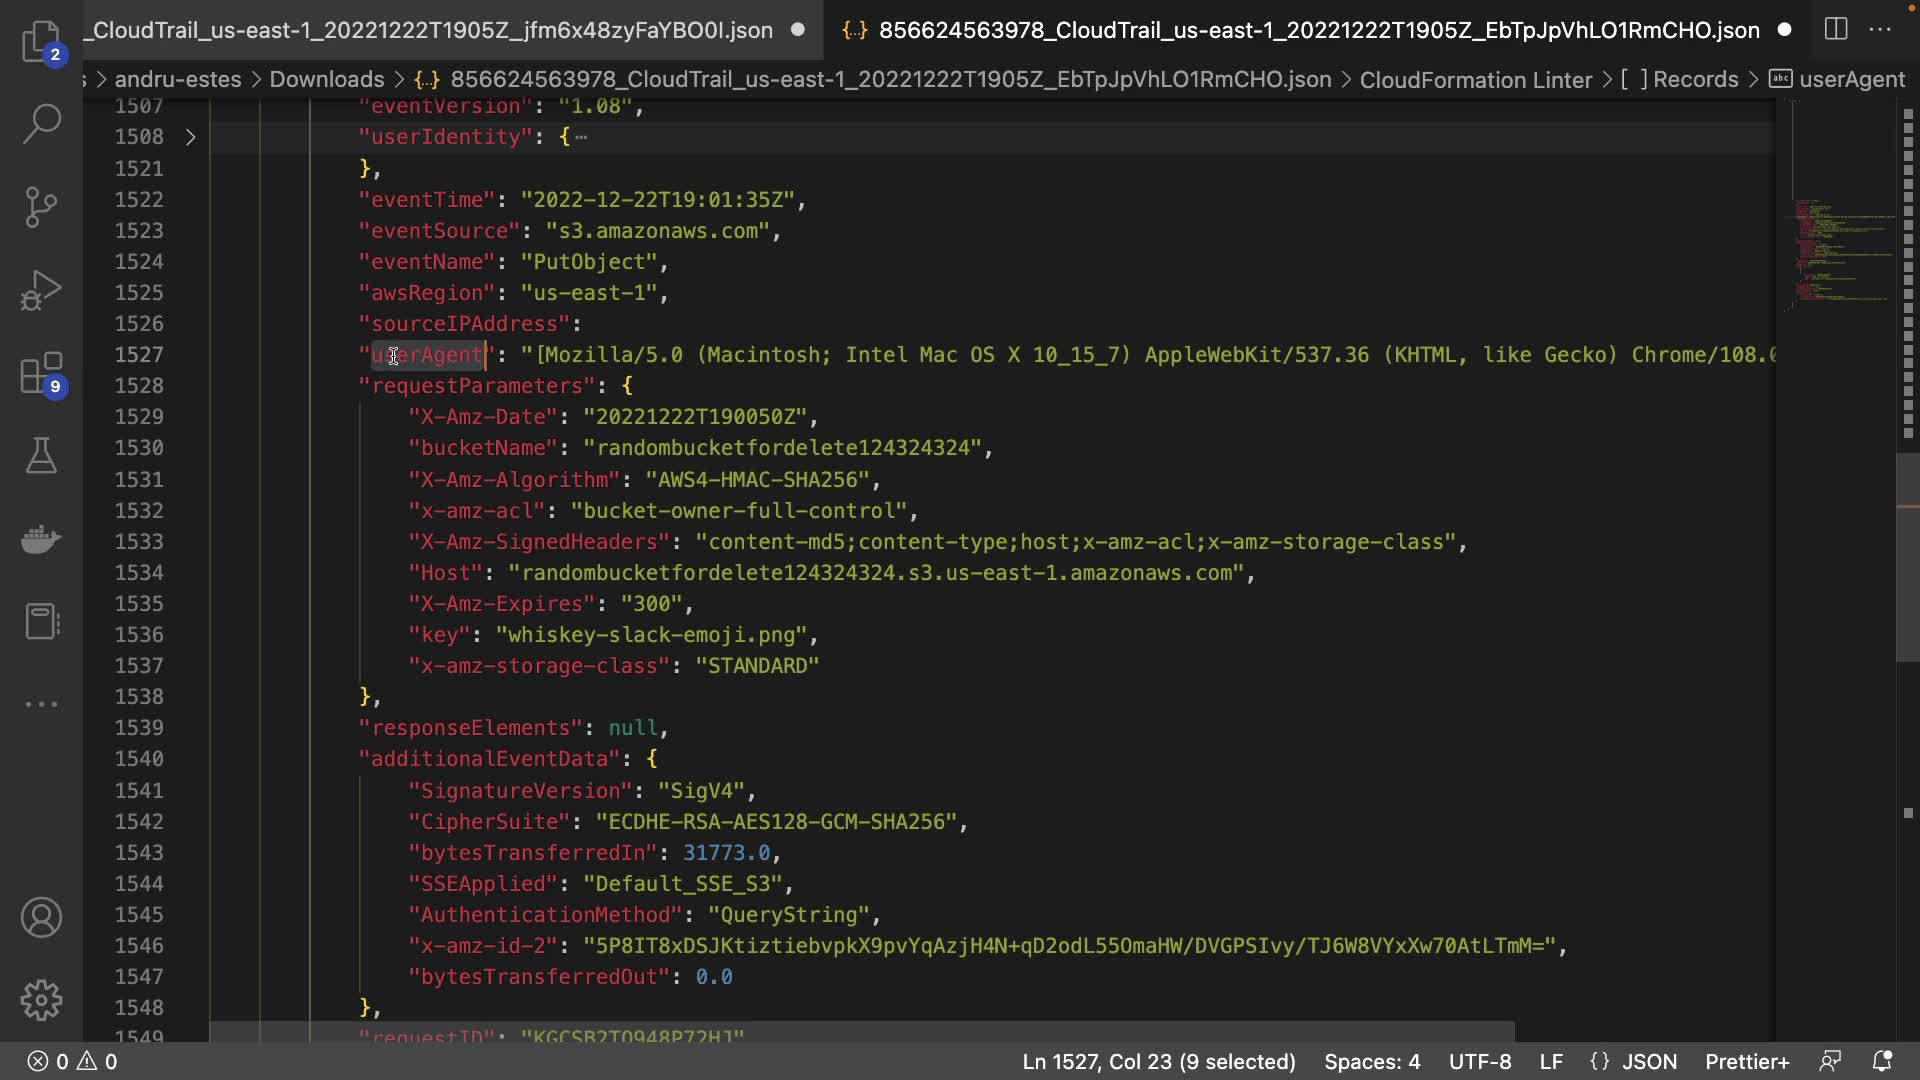 _CloudTrail_us-east-1_20221222T1905Z_jfm6x48zyFaYBO0I.json
{..} 856624563978_CloudTrail_us-east-1_20221222T1905Z_EbTpJpVhLO1RmCHO.json
s > andru-estes > Downloads > {..} 856624563978_CloudTrail_us-east-1_20221222T1905Z_EbTpJpVhLO1RmCHO.json > CloudFormation Linter > [ ] Records > abc userAgent
2
9
1507 "eventVersion": "1.08",
1508 > "userIdentity": {…
1521 },
1522 "eventTime": "2022-12-22T19:01:35Z",
1523 "eventSource": "s3.amazonaws.com",
1524 "eventName": "PutObject",
1525 "awsRegion": "us-east-1",
1526 "sourceIPAddress":
1527 "userAgent": "[Mozilla/5.0 (Macintosh; Intel Mac OS X 10_15_7) AppleWebKit/537.36 (KHTML, like Gecko) Chrome/108.0
1528 "requestParameters": {
1529 "X-Amz-Date": "20221222T190050Z",
1530 "bucketName": "randombucketfordelete124324324",
1531 "X-Amz-Algorithm": "AWS4-HMAC-SHA256",
1532 "x-amz-acl": "bucket-owner-full-control",
1533 "X-Amz-SignedHeaders": "content-md5;content-type;host;x-amz-acl;x-amz-storage-class",
1534 "Host": "randombucketfordelete124324324.s3.us-east-1.amazonaws.com",
1535 "X-Amz-Expires": "300",
1536 "key": "whiskey-slack-emoji.png",
1537 "x-amz-storage-class": "STANDARD"
1538 },
1539 "responseElements": null,
1540 "additionalEventData": {
1541 "SignatureVersion": "SigV4",
1542 "CipherSuite": "ECDHE-RSA-AES128-GCM-SHA256",
1543 "bytesTransferredIn": 31773.0,
1544 "SSEApplied": "Default_SSE_S3",
1545 "AuthenticationMethod": "QueryString",
1546 "x-amz-id-2": "5P8IT8xDSJKtiztiebvpkX9pvYqAzjH4N+qD2odL55OmaHW/DVGPSIvy/TJ6W8VYxXw70AtLTmM=",
1547 "bytesTransferredOut": 0.0
1548 },
1549 "requestID": "KGCSB2TQ948P72HJ"
0 0 Ln 1527, Col 23 (9 selected) Spaces: 4 UTF-8 LF {} JSON Prettier+